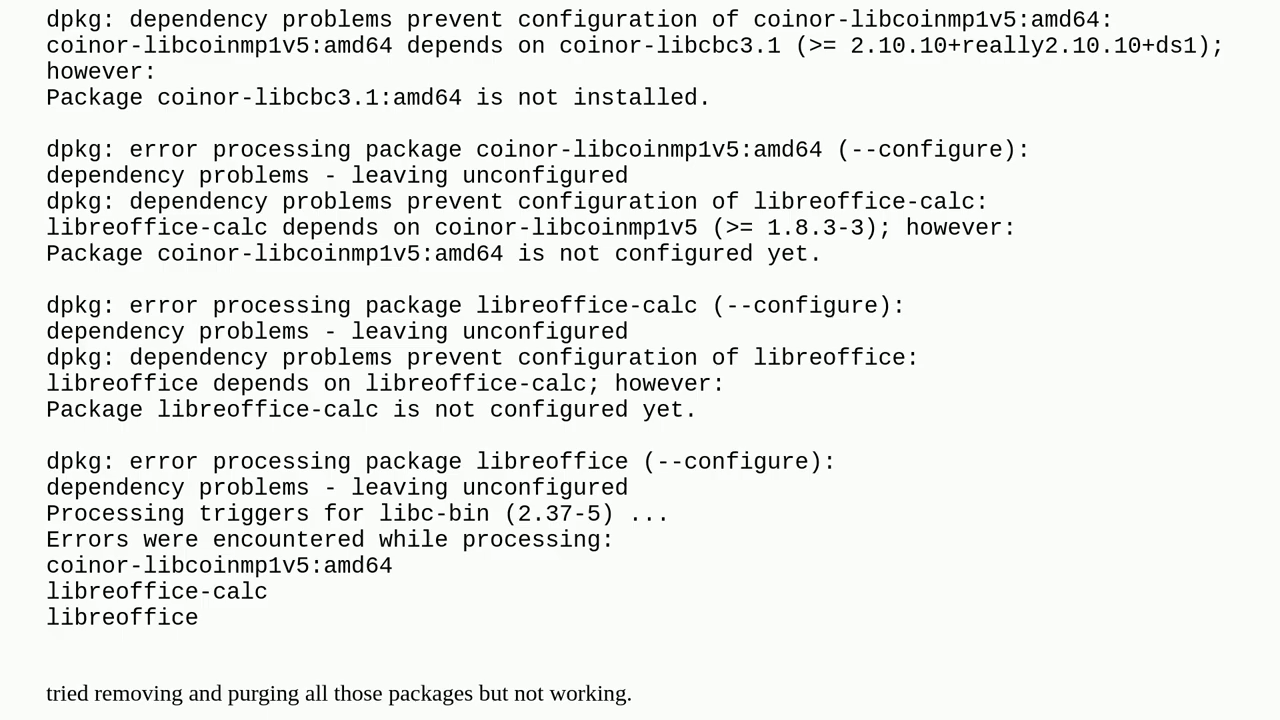 dpkg: dependency problems prevent configuration of coinor-libcoinmp1v5:amd64:
coinor-libcoinmp1v5:amd64 depends on coinor-libcbc3.1 (>= 2.10.10+really2.10.10+ds1);
however:
Package coinor-libcbc3.1:amd64 is not installed.

dpkg: error processing package coinor-libcoinmp1v5:amd64 (--configure):
dependency problems - leaving unconfigured
dpkg: dependency problems prevent configuration of libreoffice-calc:
libreoffice-calc depends on coinor-libcoinmp1v5 (>= 1.8.3-3); however:
Package coinor-libcoinmp1v5:amd64 is not configured yet.

dpkg: error processing package libreoffice-calc (--configure):
dependency problems - leaving unconfigured
dpkg: dependency problems prevent configuration of libreoffice:
libreoffice depends on libreoffice-calc; however:
Package libreoffice-calc is not configured yet.

dpkg: error processing package libreoffice (--configure):
dependency problems - leaving unconfigured
Processing triggers for libc-bin (2.37-5) ...
Errors were encountered while processing:
coinor-libcoinmp1v5:amd64
libreoffice-calc
libreoffice

tried removing and purging all those packages but not working.